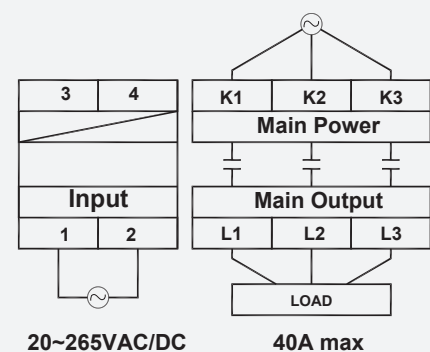 3 4
Input
1 2
20~265VAC/DC
K1 K2 K3
Main Power
Main Output
L1 L2 L3
LOAD
40A max